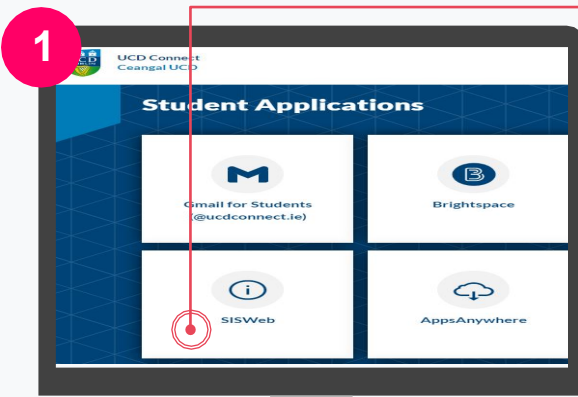 1
UCD Connect
Ceangal UCD
Student Applications
Gmail for Students
(@ucdconnect.ie)
Brightspace
SISWeb
AppsAnywhere